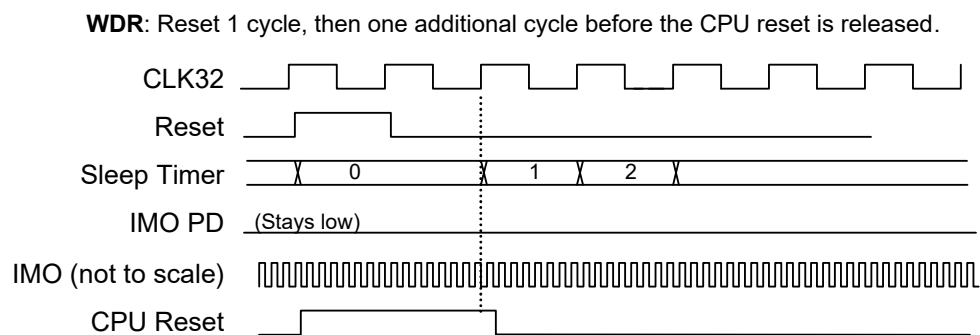 WDR: Reset 1 cycle, then one additional cycle before the CPU reset is released.
CLK32
Reset
Sleep Timer 0 1 2
IMO PD (Stays low)
IMO (not to scale)
CPU Reset